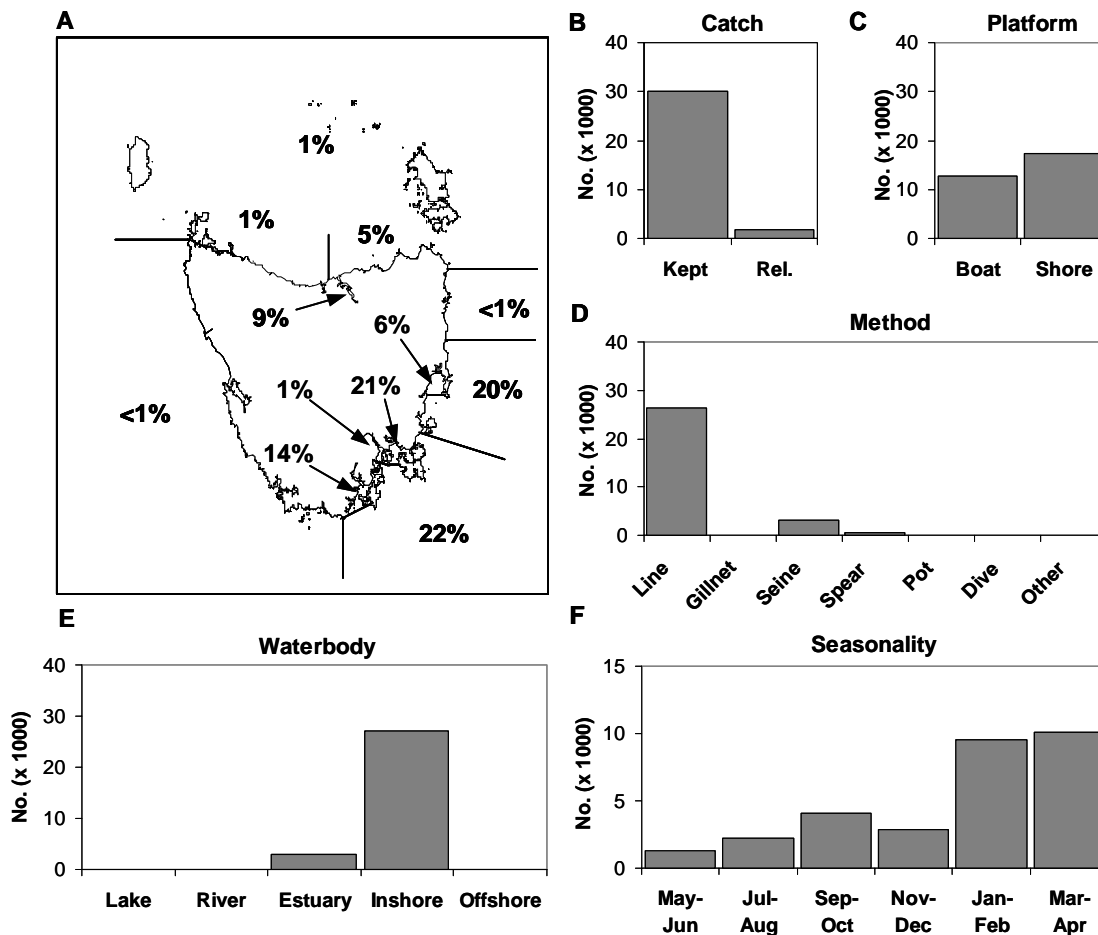 A
1%
1%
5%
9%
<1%
6%
1%
21%
20%
<1%
14%
22%
B
Catch
No. (x 1000)
40
30
20
10
0
Kept Rel.
C
Platform
No. (x 1000)
40
30
20
10
0
Boat Shore
D
Method
No. (x 1000)
40
30
20
10
0
Line Gillnet Seine Spear Pot Dive Other
E
Waterbody
No. (x 1000)
40
30
20
10
0
Lake River Estuary Inshore Offshore
F
Seasonality
No. (x 1000)
15
10
5
0
May- Jul- Sep- Nov- Jan- Mar-
Jun Aug Oct Dec Feb Apr